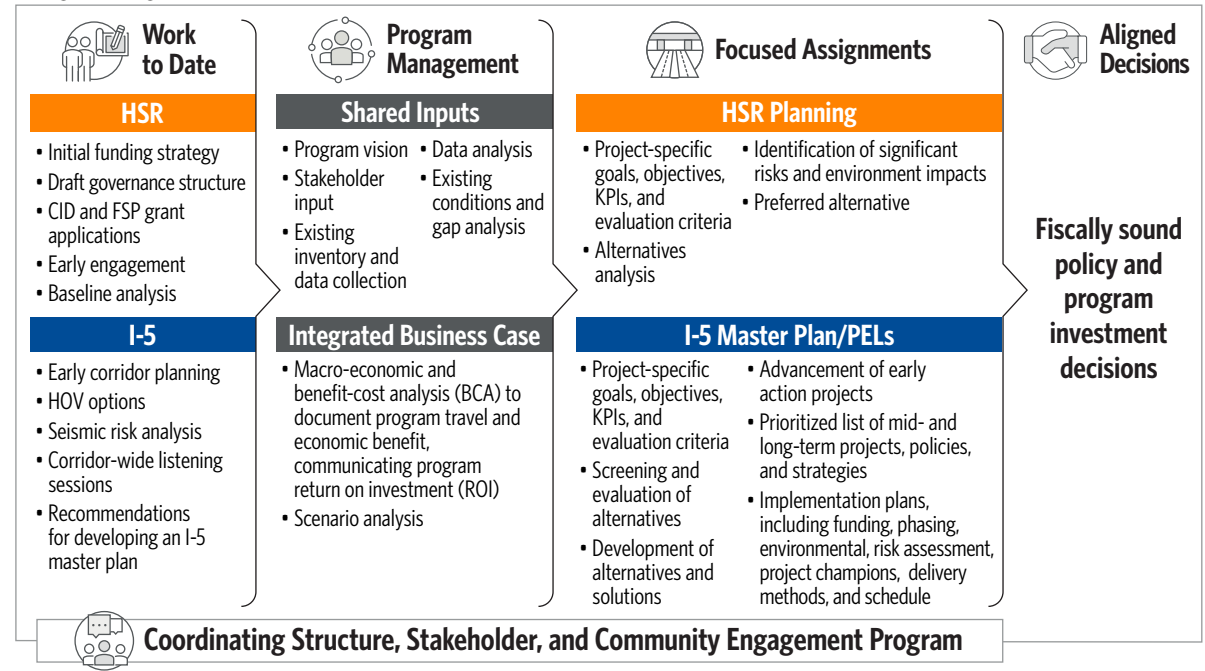 Work
to Date
HSR
• Initial funding strategy
• Draft governance structure
• CID and FSP grant
applications
• Early engagement
• Baseline analysis
I-5
• Early corridor planning
• HOV options
• Seismic risk analysis
• Corridor-wide listening
sessions
• Recommendations
for developing an I-5
master plan
Program
Management
Shared Inputs
• Program vision
• Stakeholder
input
• Existing
inventory and
data collection
• Data analysis
• Existing
conditions and
gap analysis
Integrated Business Case
• Macro-economic and
benefit-cost analysis (BCA) to
document program travel and
economic benefit,
communicating program
return on investment (ROI)
• Scenario analysis
Focused Assignments
HSR Planning
• Project-specific
goals, objectives,
KPIs, and
evaluation criteria
• Alternatives
analysis
• Identification of significant
risks and environment impacts
• Preferred alternative
I-5 Master Plan/PELs
• Project-specific
goals, objectives,
KPIs, and
evaluation criteria
• Screening and
evaluation of
alternatives
• Development of
alternatives and
solutions
• Advancement of early
action projects
• Prioritized list of mid- and
long-term projects, policies,
and strategies
• Implementation plans,
including funding, phasing,
environmental, risk assessment,
project champions, delivery
methods, and schedule
Aligned
Decisions
Fiscally sound
policy and
program
investment
decisions
Coordinating Structure, Stakeholder, and Community Engagement Program